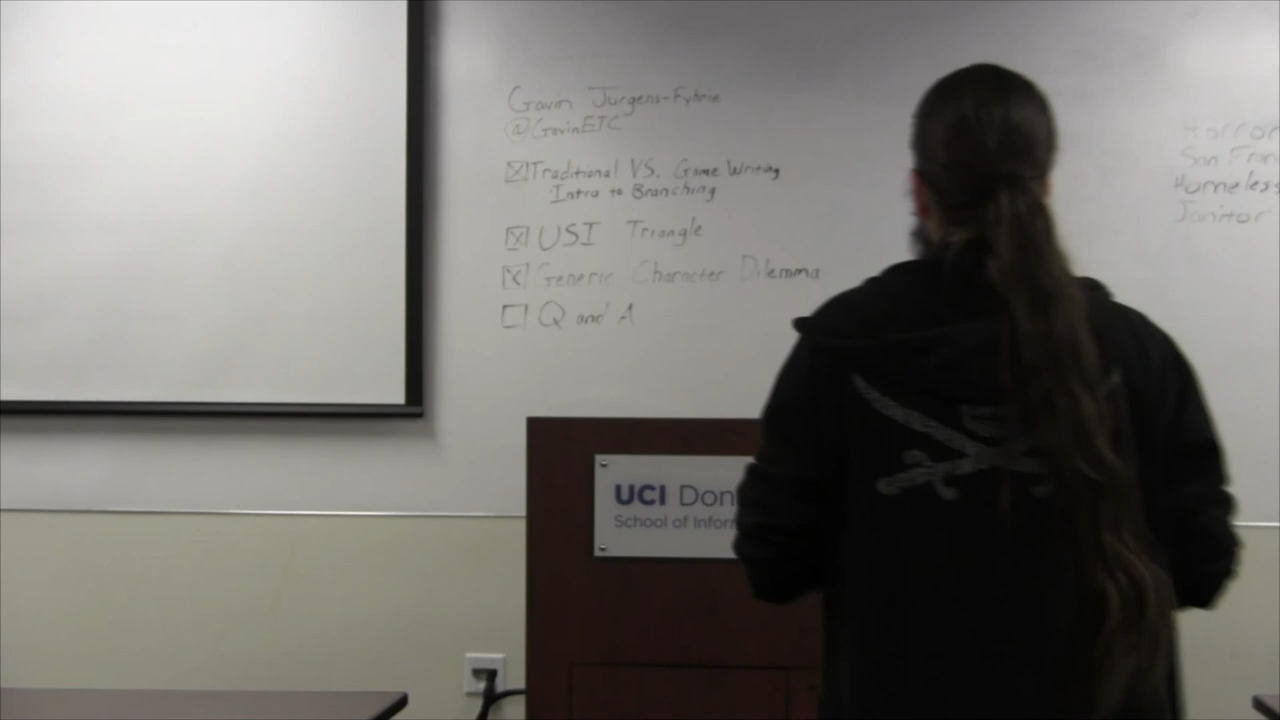 Gavin Jurgens-Fyhrie
@GavinETC
Traditional VS. Game Writing
Intro to Branching
USI Triangle
Generic Character Dilemma
Q and A
Horror
San Fran
Homeless
Janitor
UCI Don
School of Infor